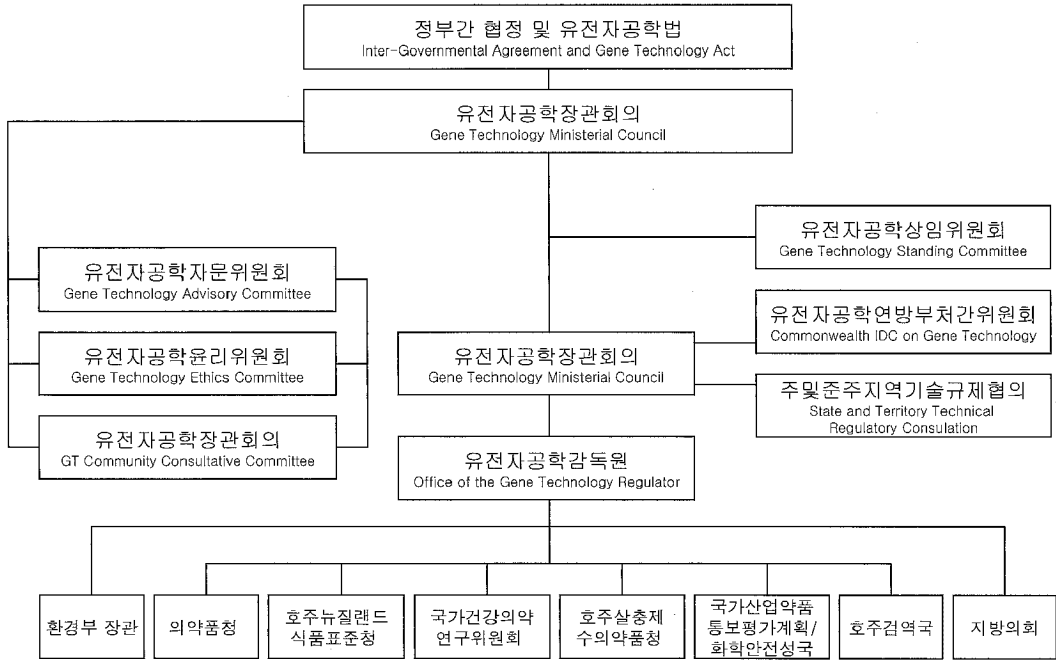 정부간 협정 및 유전자공학법
Inter-Governmental Agreement and Gene Technology Act
유전자공학장관회의
Gene Technology Ministerial Council
유전자공학상임위원회
Gene Technology Standing Committee
유전자공학자문위원회
Gene Technology Advisory Committee
유전자공학연방부처간위원회
Commonwealth IDC on Gene Technology
유전자공학윤리위원회
Gene Technology Ethics Committee
유전자공학장관회의
Gene Technology Ministerial Council
주및준주지역기술규제협의
State and Territory Technical
Regulatory Consulation
유전자공학장관회의
GT Community Consultative Committee
유전자공학감독원
Office of the Gene Technology Regulator
환경부 장관
의약품청
호주뉴질랜드
식품표준청
국가건강의약
연구위원회
호주살충제
수의약품청
국가산업약품
통보평가계획/
화학안전성국
호주검역국
지방의회